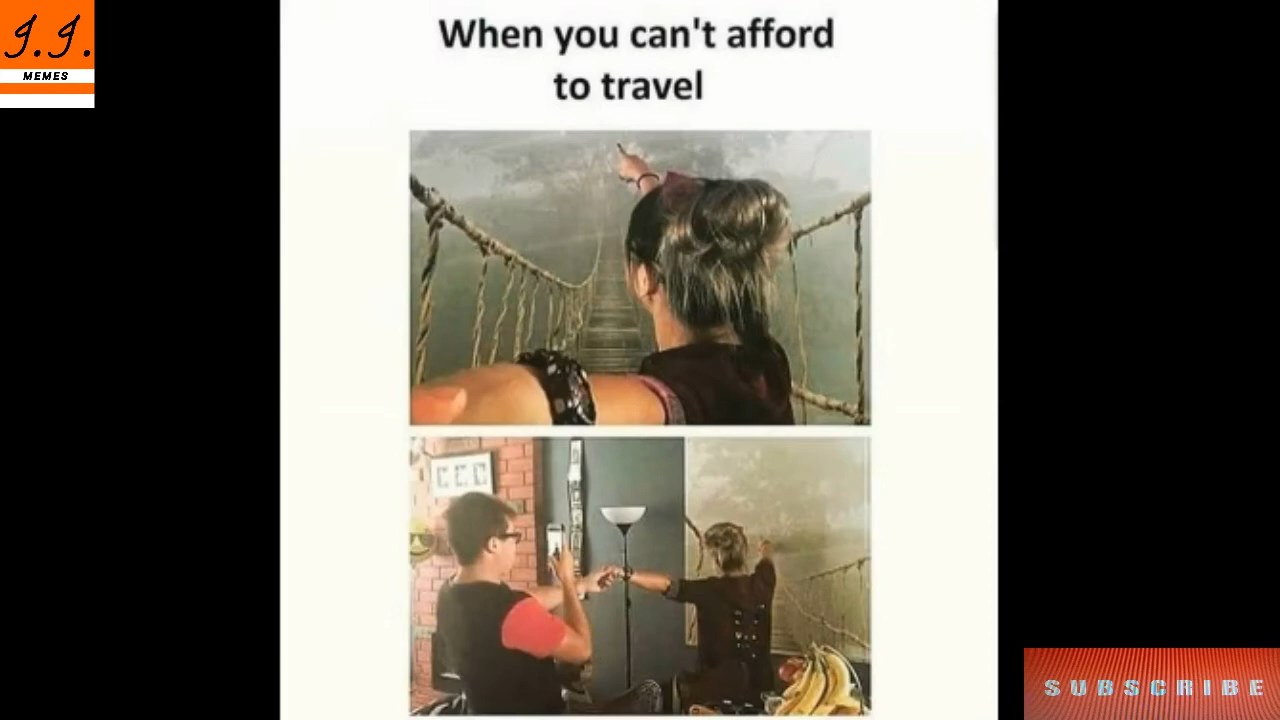 J.J.
MEMES
When you can't afford
to travel
SUBSCRIBE